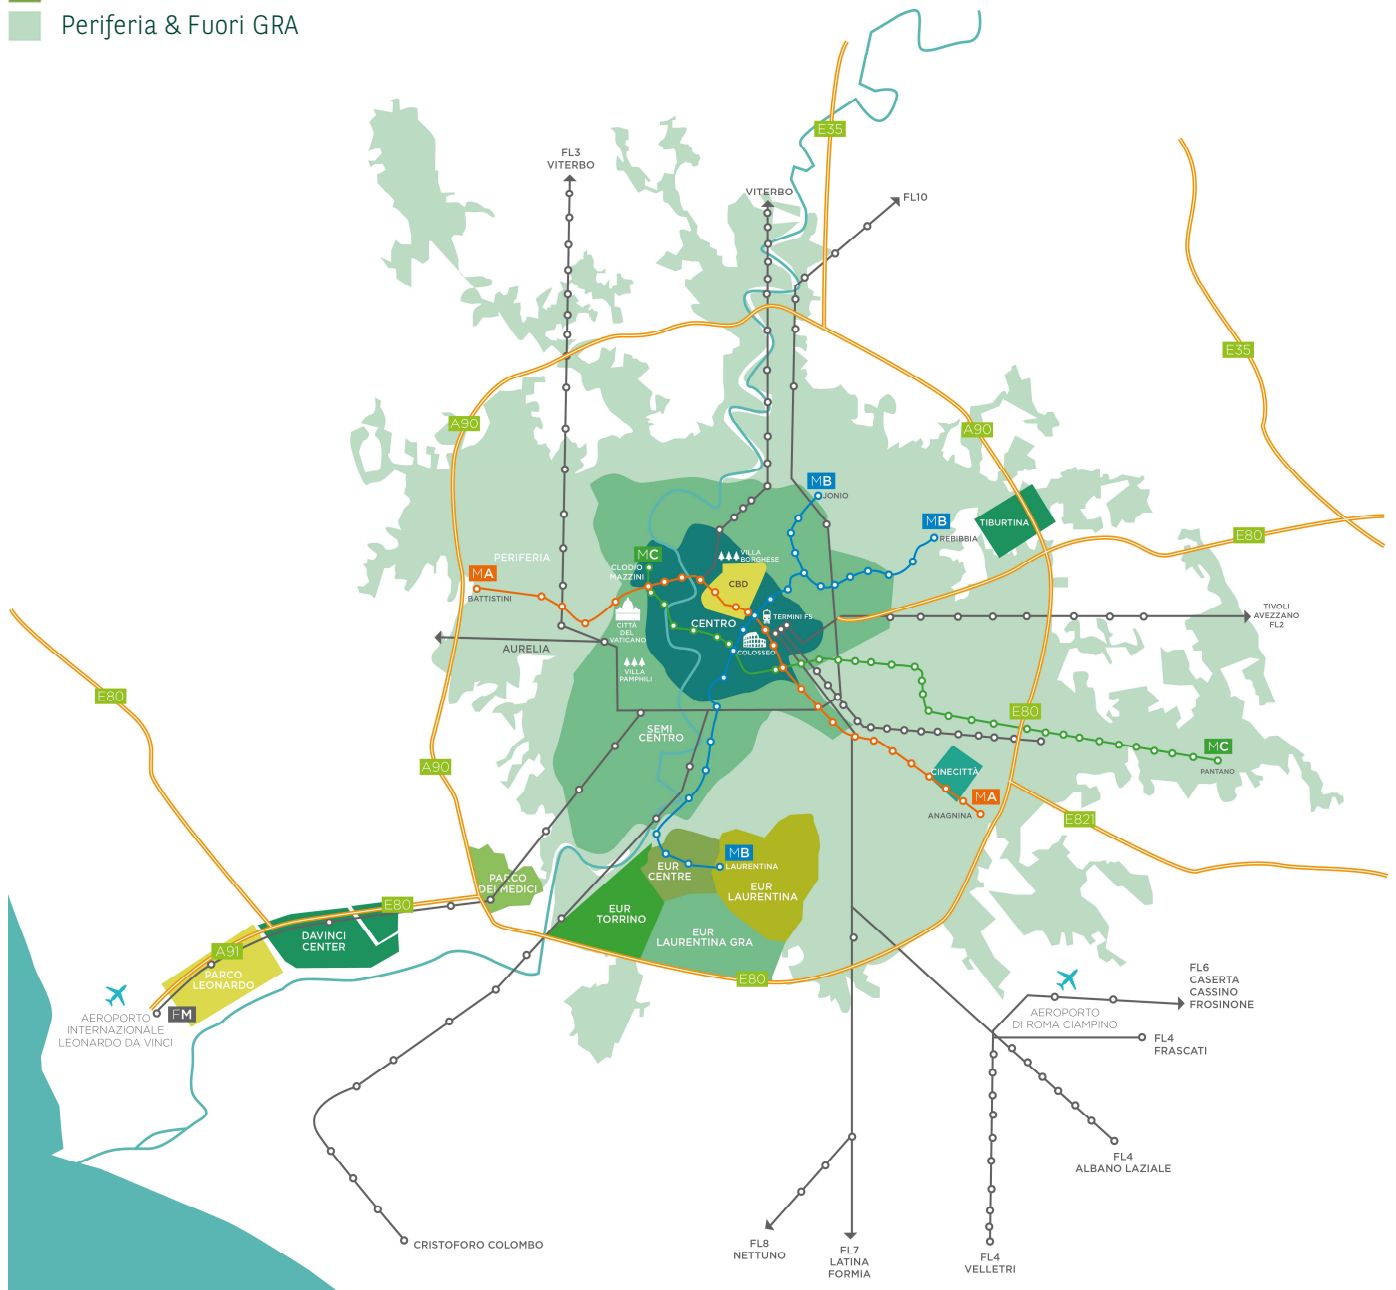 Periferia & Fuori GRA
E35
FL3
VITERBO
VITERBO
FL10
E35
A90
A90
MB
JONIO
MB
REBIBBIA
TIBURTINA
E80
PERIFERIA
MC
CLODIO
MAZZINI
VILLA
BORGHESE
MA
BATTISTINI
CBD
CITTÀ
DEL
VATICANO
CENTRO
TERMINI FS
COLOSSEO
TIVOLI
AVEZZANO
FL2
AURELIA
VILLA
PAMPHILI
E80
E80
SEMI
CENTRO
MC
PANTANO
A90
CINECITTÀ
MA
ANAGNINA
E821
MB
LAURENTINA
EUR
CENTRE
PARCO
DEI MEDICI
EUR
LAURENTINA
E80
EUR
TORRINO
DAVINCI
CENTER
EUR
LAURENTINA GRA
A91
PARCO
LEONARDO
E80
FM
AEROPORTO
INTERNAZIONALE
LEONARDO DA VINCI
FL6
CASERTA
CASSINO
FROSINONE
AEROPORTO
DI ROMA CIAMPINO
FL4
FRASCATI
FL4
ALBANO LAZIALE
CRISTOFORO COLOMBO
FL8
NETTUNO
FL7
LATINA
FORMIA
FL4
VELLETRI